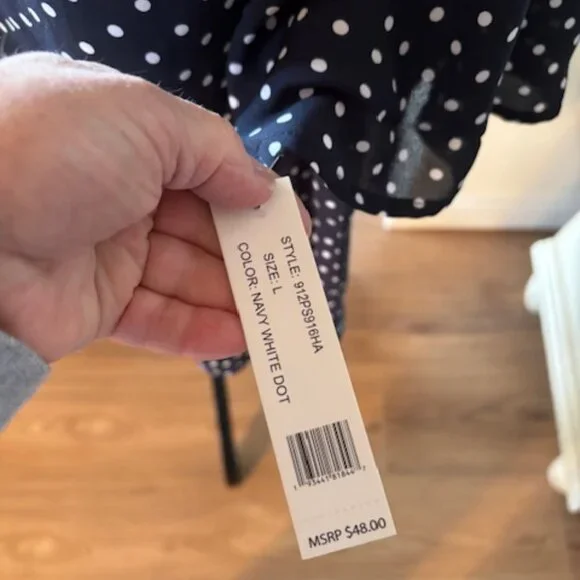 STYLE: 912PS916HA
SIZE: L
COLOR: NAVY WHITE DOT
MSRP $48.00